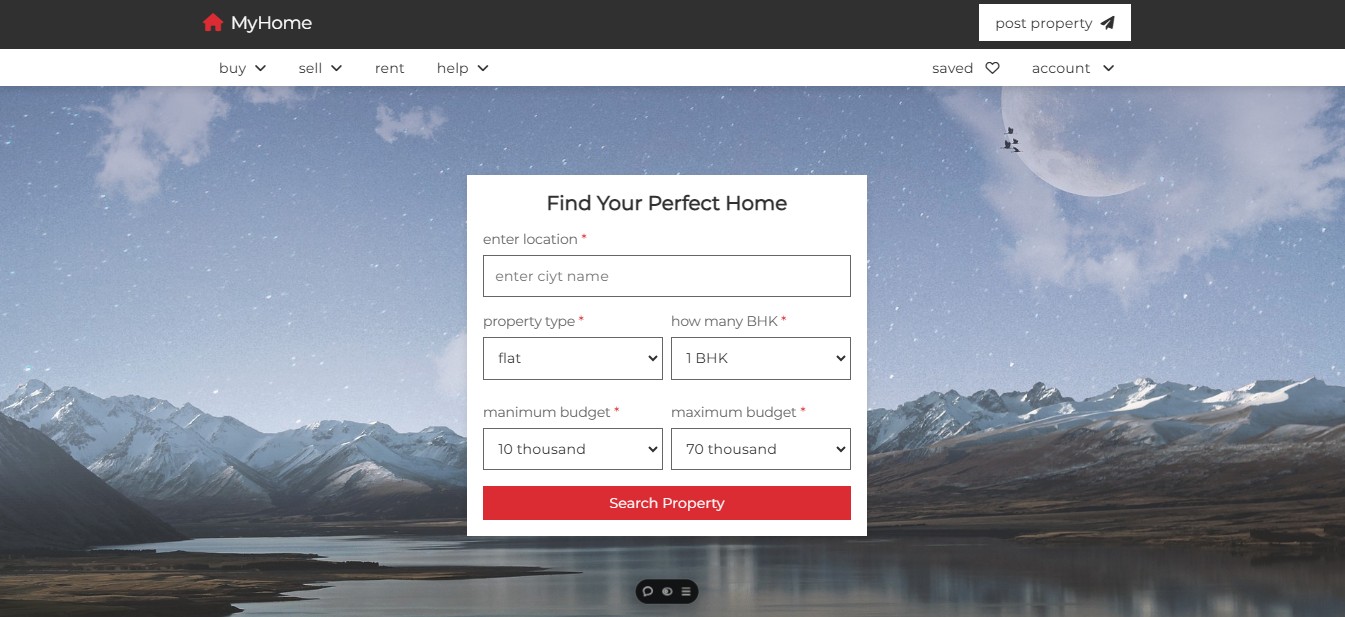 MyHome
post property
buy sell rent help saved account
Find Your Perfect Home
enter location *
enter ciyt name
property type * how many BHK *
flat 1 BHK
manimum budget * maximum budget *
10 thousand 70 thousand
Search Property